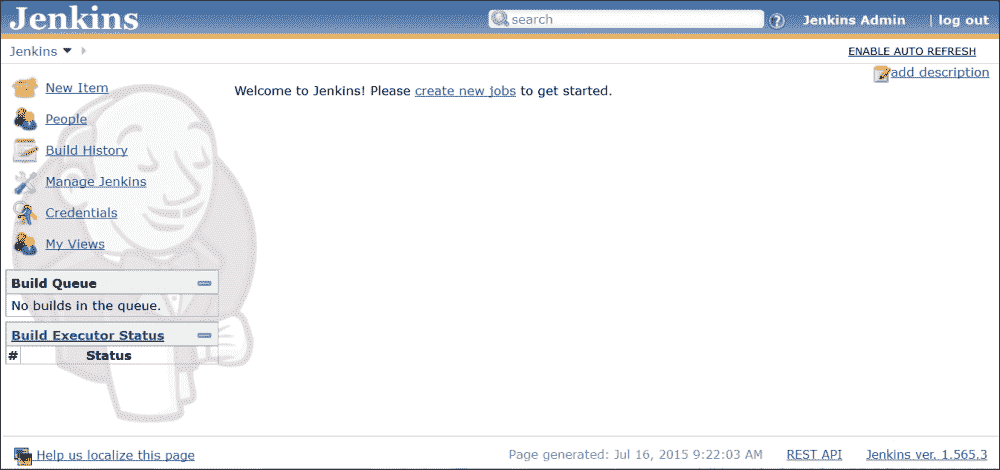 Jenkins
search
Jenkins Admin | log out
Jenkins
ENABLE AUTO REFRESH
add description
New Item
People
Build History
Manage Jenkins
Credentials
My Views
Welcome to Jenkins! Please create new jobs to get started.
Build Queue
No builds in the queue.
Build Executor Status
# Status
Help us localize this page
Page generated: Jul 16, 2015 9:22:03 AM REST API Jenkins ver. 1.565.3